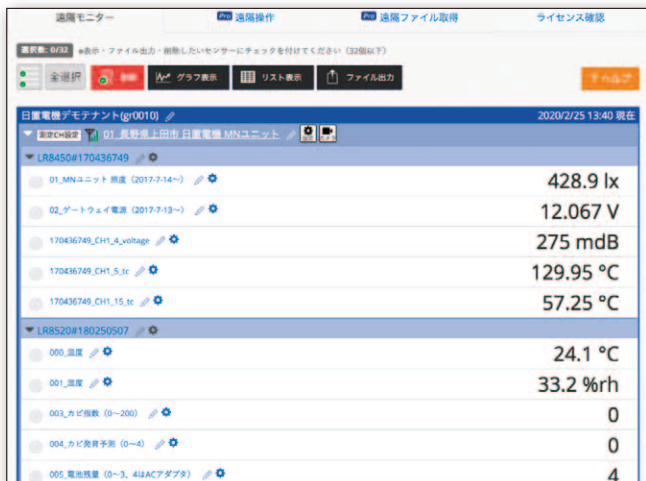 遠隔モニター
Pro 遠隔操作
Pro 遠隔ファイル取得
ライセンス確認
選択数: 0/32 ※表示・ファイル出力・削除したいセンサーにチェックを付けてください（32個以下）
全選択
グラフ表示
リスト表示
ファイル出力
日置電機デモテナント(gr0010)
2020/2/25 13:40 現在
測定CH設定 01_長野県上田市 日置電機 MNユニット
LR8450#170436749
01_MNユニット 照度（2017-7-14～） 428.9 lx
02_ゲートウェイ電源（2017-7-13～） 12.067 V
170436749_CH1_4_voltage 275 mdB
170436749_CH1_5_tc 129.95 °C
170436749_CH1_15_tc 57.25 °C
LR8520#180250507
000_温度 24.1 °C
001_湿度 33.2 %rh
003_カビ指数（0～200） 0
004_カビ発育予測（0～4） 0
005_電池残量（0～3、4はACアダプタ） 4